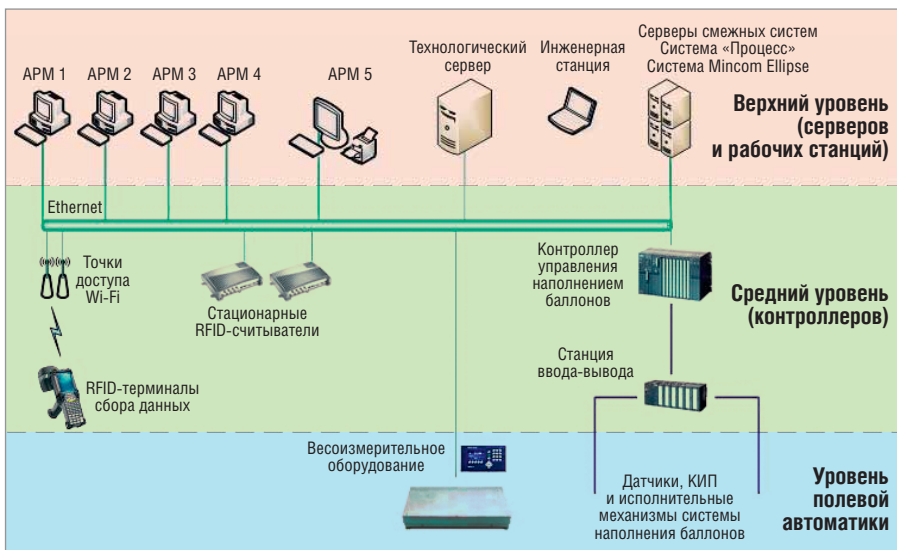 АРМ 1
АРМ 2
АРМ 3
АРМ 4
АРМ 5
Технологический
сервер
Инженерная
станция
Серверы смежных систем
Система «Процесс»
Система Mincom Ellipse
Верхний уровень
(серверов
и рабочих станций)
Ethernet
Точки
доступа
Wi-Fi
Стационарные
RFID-считыватели
Контроллер
управления
наполнением
баллонов
Средний уровень
(контроллеров)
Станция
ввода-вывода
RFID-терминалы
сбора данных
Весоизмерительное
оборудование
Датчики, КИП
и исполнительные
механизмы системы
наполнения баллонов
Уровень
полевой
автоматики